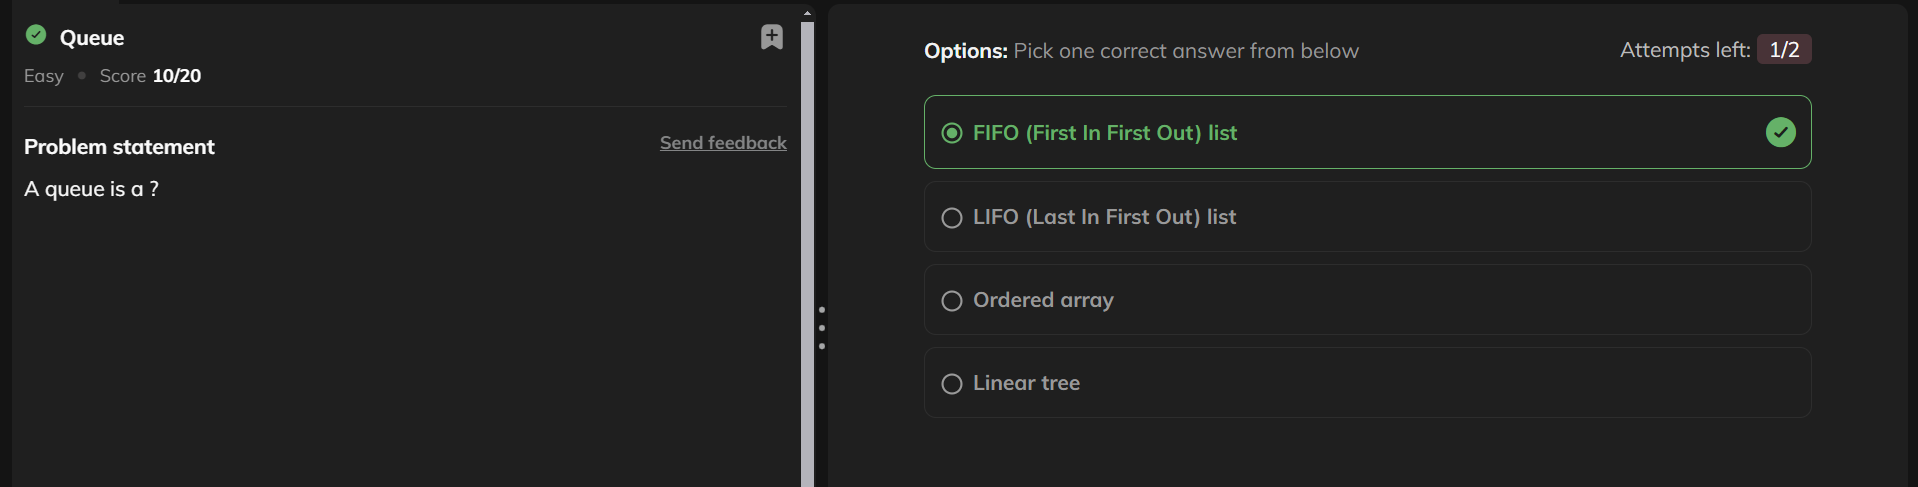 Queue
Easy • Score 10/20
Problem statement
Send feedback
A queue is a ?
Options: Pick one correct answer from below
Attempts left: 1/2
FIFO (First In First Out) list
LIFO (Last In First Out) list
Ordered array
Linear tree